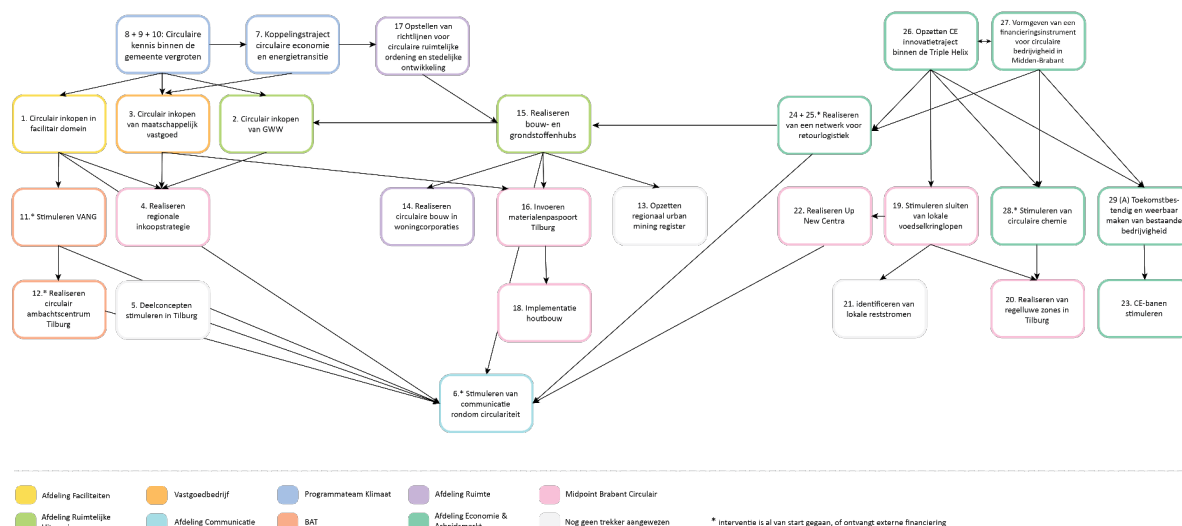 8 + 9 + 10: Circulaire
kennis binnen de
gemeente vergroten
7. Koppelingstraject
circulaire economie
en energietransitie
17 Opstellen van
richtlijnen voor
circulaire ruimtelijke
ordening en stedelijke
ontwikkeling
26. Opzetten CE
innovatietraject
binnen de Triple Helix
27. Vormgeven van een
financieringsinstrument
voor circulaire
bedrijvigheid in
Midden-Brabant
1. Circulair inkopen in
facilitair domein
3. Circulair inkopen
van maatschappelijk
vastgoed
2. Circulair inkopen
van GWW
15. Realiseren
bouw- en
grondstoffenhubs
24 + 25.* Realiseren
van een netwerk voor
retourlogistiek
11.* Stimuleren VANG
4. Realiseren
regionale
inkoopstrategie
14. Realiseren
circulaire bouw in
woningcorporaties
16. Invoeren
materialenpaspoort
Tilburg
13. Opzetten
regionaal urban
mining register
22. Realiseren Up
New Centra
19. Stimuleren sluiten
van lokale
voedselkringlopen
28.* Stimuleren van
circulaire chemie
29 (A) Toekomstbes-
tendig en weerbaar
maken van bestaande
bedrijvigheid
12.* Realiseren
circulair
ambachtscentrum
Tilburg
5. Deelconcepten
stimuleren in Tilburg
18. Implementatie
houtbouw
21. identificeren van
lokale reststromen
20. Realiseren van
regelluwe zones in
Tilburg
23. CE-banen
stimuleren
6.* Stimuleren van
communicatie
rondom circulariteit
Afdeling Faciliteiten
Vastgoedbedrijf
Programmateam Klimaat
Afdeling Ruimte
Midpoint Brabant Circulair
Afdeling Ruimtelijke
Afdeling Communicatie
BAT
Afdeling Economie &
Nog geen trekker aangewezen
* interventie is al van start gegaan, of ontvangt externe financiering